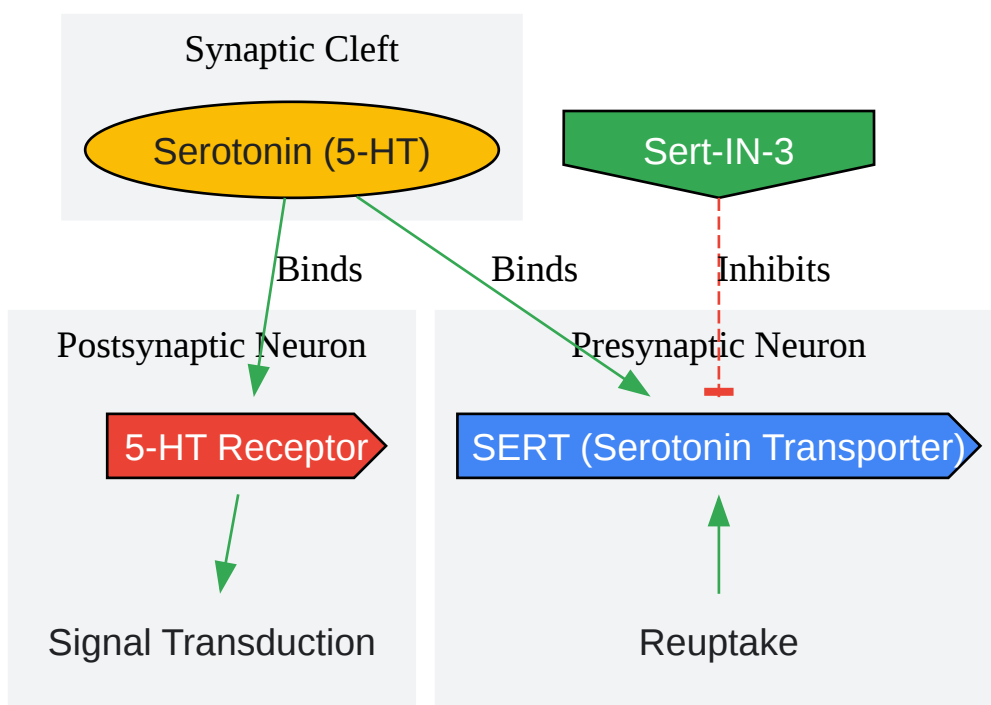 Synaptic Cleft
Serotonin (5-HT)
Sert-IN-3
Binds
Binds
Inhibits
Postsynaptic Neuron
Presynaptic Neuron
5-HT Receptor
SERT (Serotonin Transporter)
Signal Transduction
Reuptake